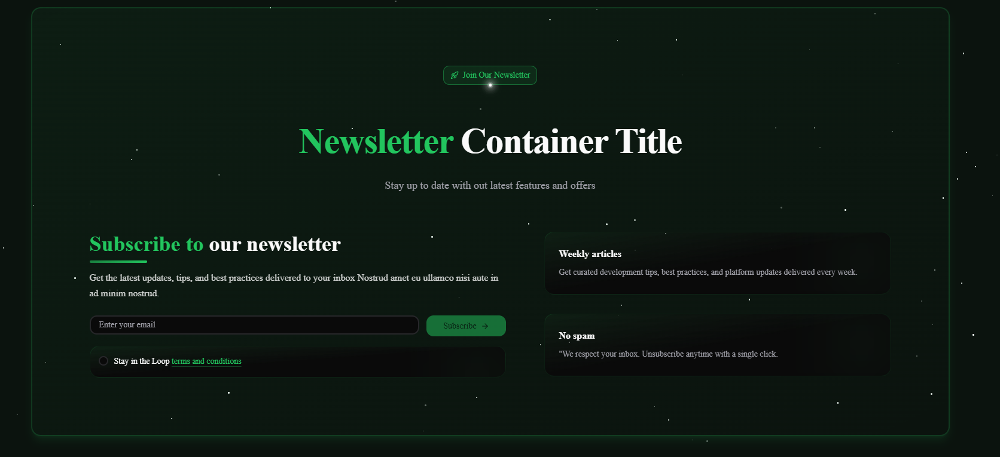 Join Our Newsletter
Newsletter Container Title
Stay up to date with out latest features and offers
Subscribe to our newsletter
Get the latest updates, tips, and best practices delivered to your inbox Nostrud amet eu ullamco nisi aute in
ad minim nostrud.
Enter your email
Subscribe
Stay in the Loop terms and conditions
Weekly articles
Get curated development tips, best practices, and platform updates delivered every week.
No spam
"We respect your inbox. Unsubscribe anytime with a single click.